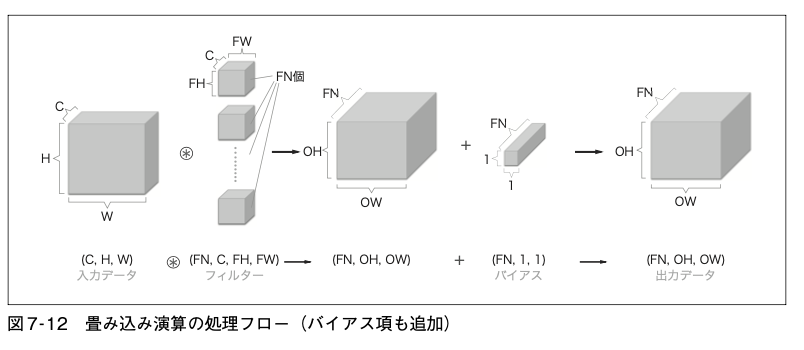 C
FW
FH
FN個
C
H
W
⊛
FN
OH
OW
+
FN
1
1
FN
OH
OW
(C, H, W) ⊛ (FN, C, FH, FW) (FN, OH, OW) + (FN, 1, 1) (FN, OH, OW)
入力データ フィルター バイアス 出力データ
図7-12 畳み込み演算の処理フロー（バイアス項も追加）